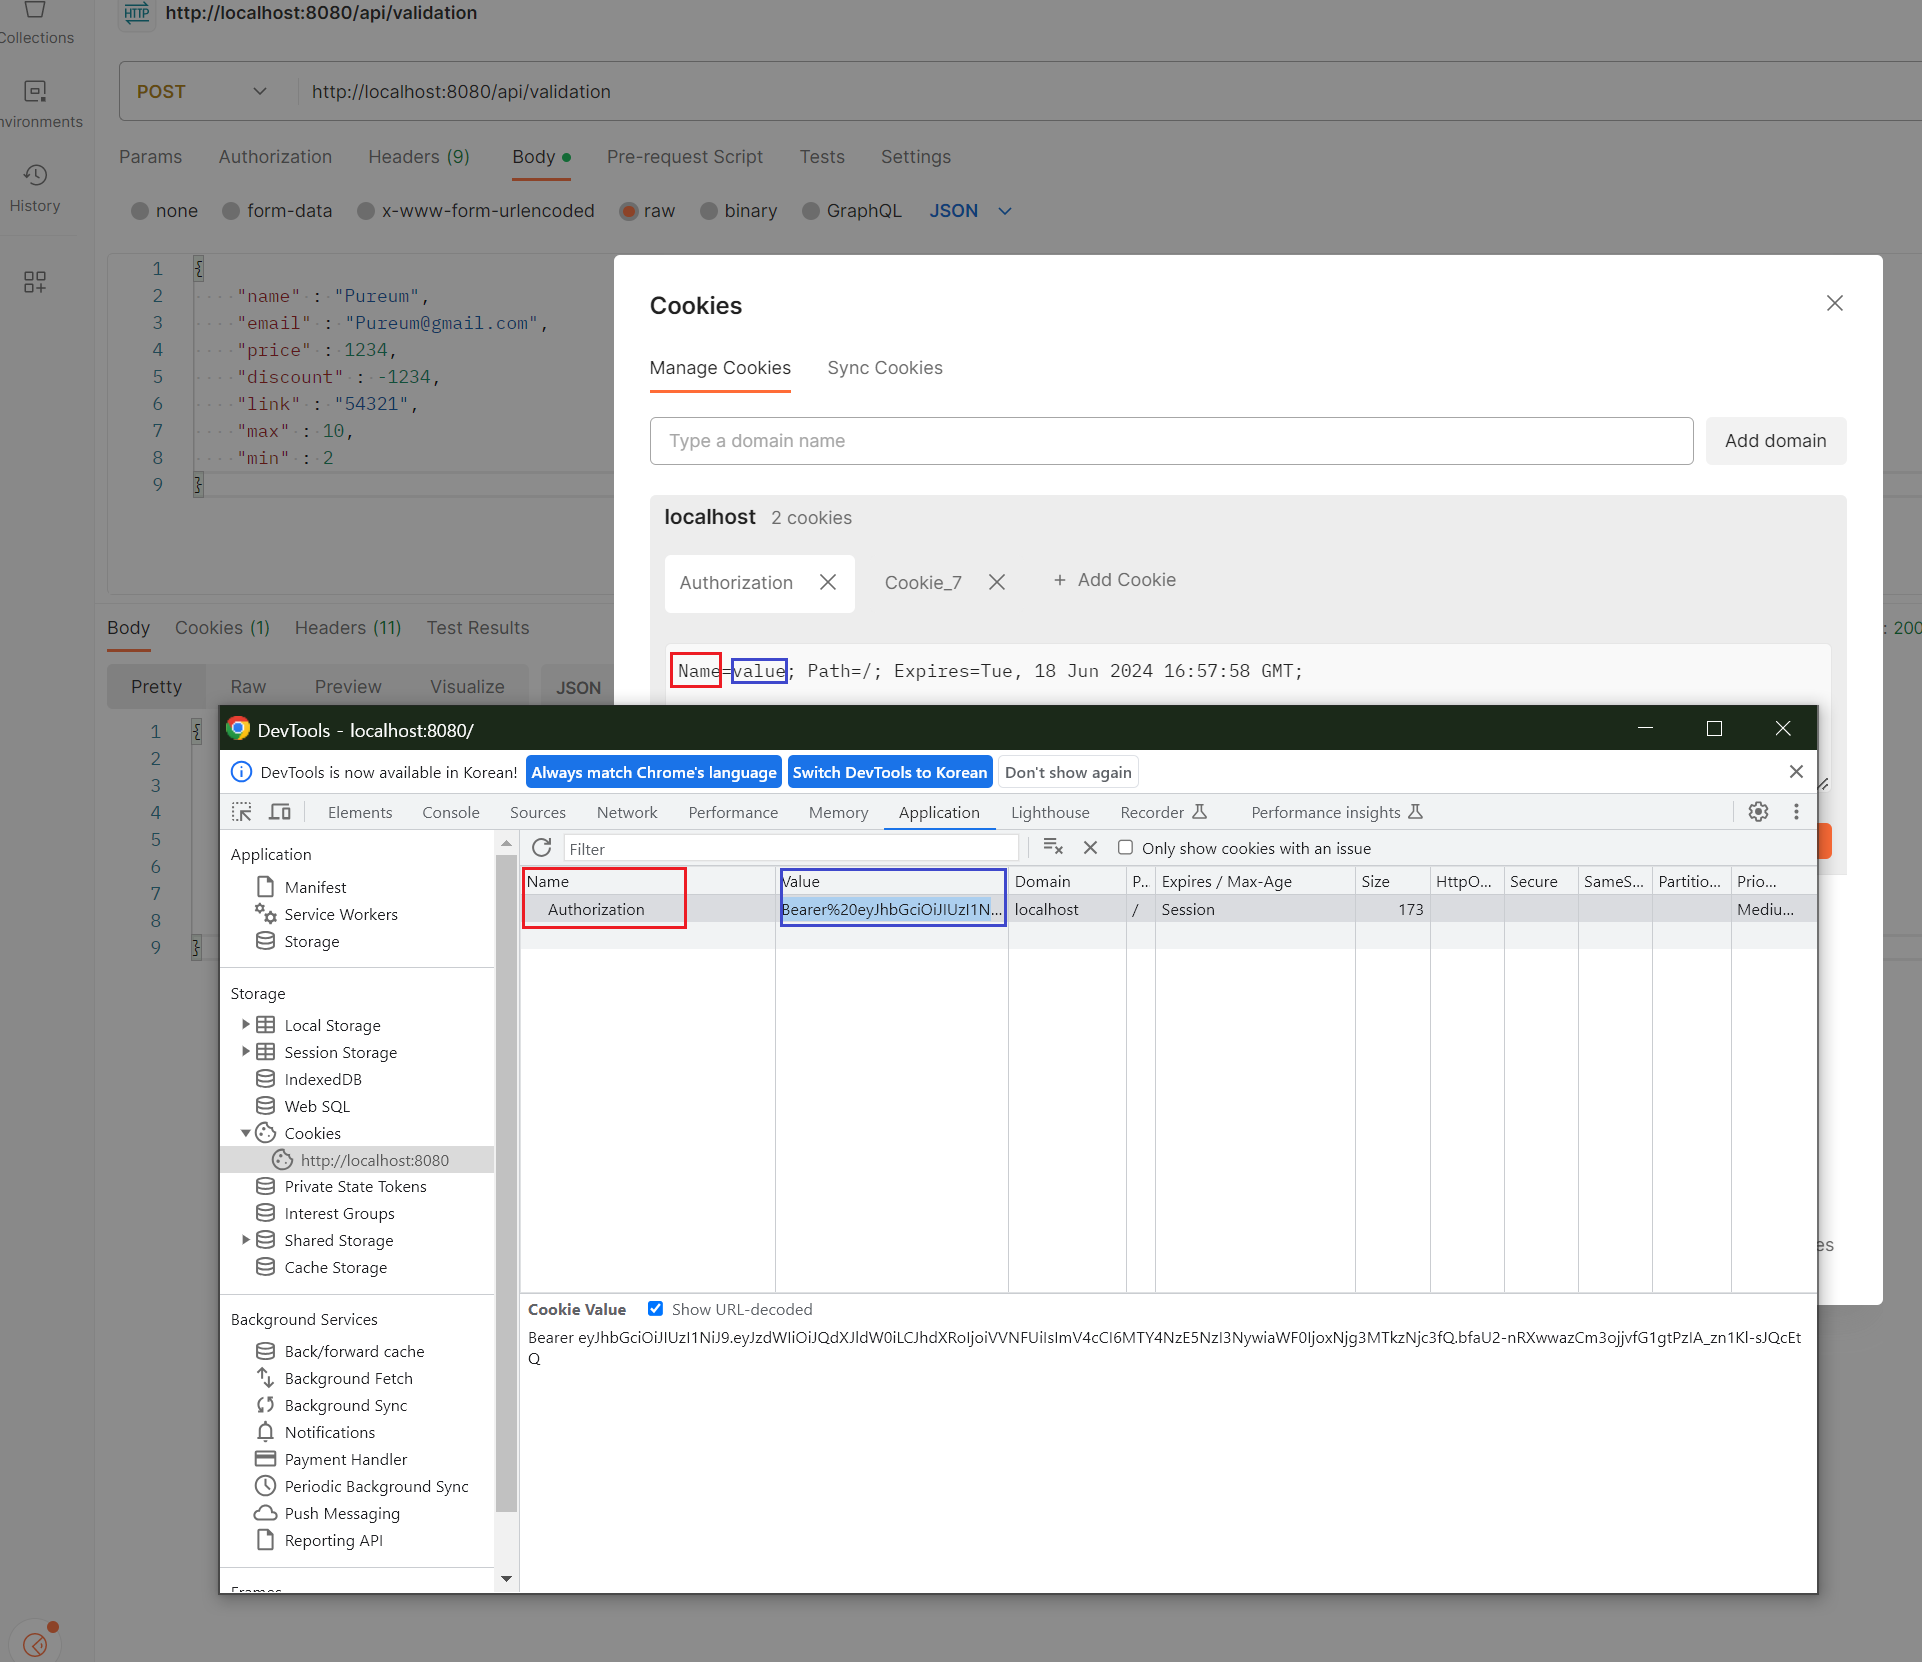 http://localhost:8080/api/validation
Collections
POST http://localhost:8080/api/validation
nvironments
Params Authorization Headers (9) Body Pre-request Script Tests Settings
History
none form-data x-www-form-urlencoded raw binary GraphQL JSON
1 {
2 "name" : "Pureum",
3 "email" : "Pureum@gmail.com",
4 "price" : 1234,
5 "discount" : -1234,
6 "link" : "54321",
7 "max" : 10,
8 "min" : 2
9 }
Cookies
Manage Cookies Sync Cookies
Type a domain name Add domain
localhost 2 cookies
Authorization Cookie_7 + Add Cookie
Name=value; Path=/; Expires=Tue, 18 Jun 2024 16:57:58 GMT;
Body Cookies (1) Headers (11) Test Results
: 200
Pretty Raw Preview Visualize JSON
1 {
2
3
4
5
6
7
8
9 }
DevTools - localhost:8080/
DevTools is now available in Korean! Always match Chrome's language Switch DevTools to Korean Don't show again
Elements Console Sources Network Performance Memory Application Lighthouse Recorder Performance insights
Application
Manifest
Service Workers
Storage
Storage
Local Storage
Session Storage
IndexedDB
Web SQL
Cookies
http://localhost:8080
Private State Tokens
Interest Groups
Shared Storage
Cache Storage
Background Services
Back/forward cache
Background Fetch
Background Sync
Notifications
Payment Handler
Periodic Background Sync
Push Messaging
Reporting API
Frames
Filter Only show cookies with an issue
Name Value Domain P... Expires / Max-Age Size HttpO... Secure SameS... Partitio... Prio...
Authorization Bearer%20eyJhbGciOiJIUzI1N... localhost / Session 173 Mediu...
es
Cookie Value Show URL-decoded
Bearer eyJhbGciOiJIUzI1NiJ9.eyJzdWIiOiJQdXJldW0iLCJhdXRoIjoiVVNFUiIsImV4cCI6MTY4NzE5NzI3NywiaWF0IjoxNjg3MTkzNjc3fQ.bfaU2-nRXwwazCm3ojjvfG1gtPzIA_zn1Kl-sJQcEt
Q